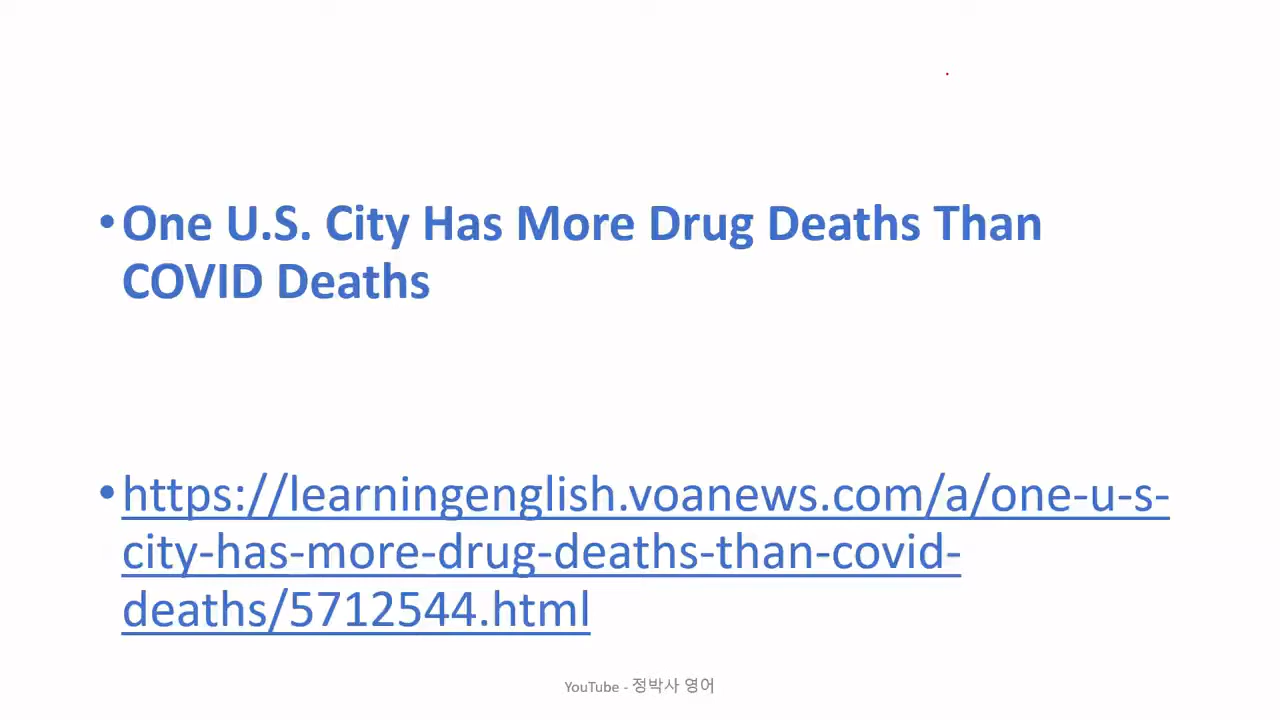 •One U.S. City Has More Drug Deaths Than
COVID Deaths
•https://learningenglish.voanews.com/a/one-u-s-
city-has-more-drug-deaths-than-covid-
deaths/5712544.html
YouTube - 정박사 영어